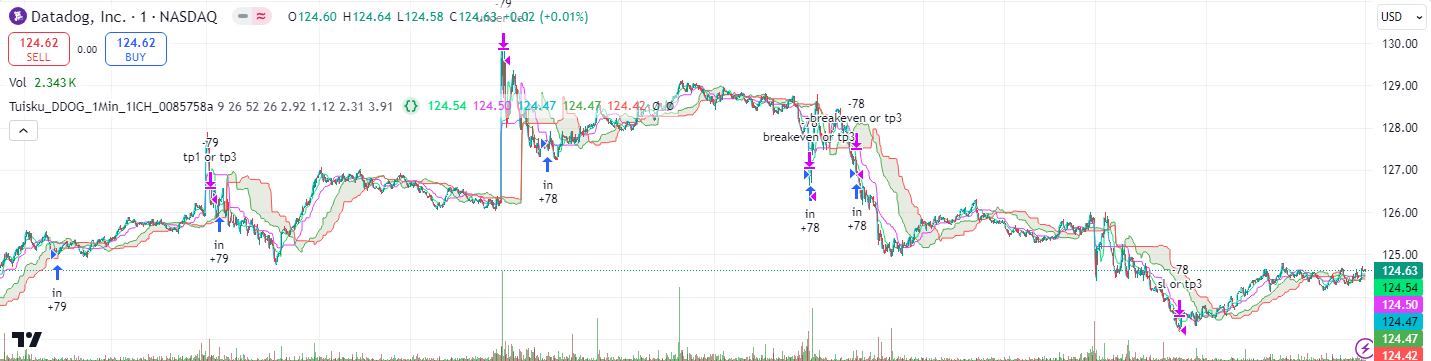 Datadog, Inc. · 1 · NASDAQ
O124.60 H124.64 L124.58 C124.63 +0.02 (+0.01%)
USD
124.62
SELL
0.00
124.62
BUY
Vol 2.343 K
Tuisku_DDOG_1Min_1ICH_0085758a 9 26 52 26 2.92 1.12 2.31 3.91 124.54 124.50 124.47 124.47 124.42 Ø Ø
-79
-79
tp1 or tp3
in
+79
in
+79
in
+78
-78
breakeven or tp3
-78
breakeven or tp3
in
+78
in
+78
-78
sl or tp3
130.00
129.00
128.00
127.00
126.00
125.00
124.63
124.54
124.50
124.47
124.47
124.42